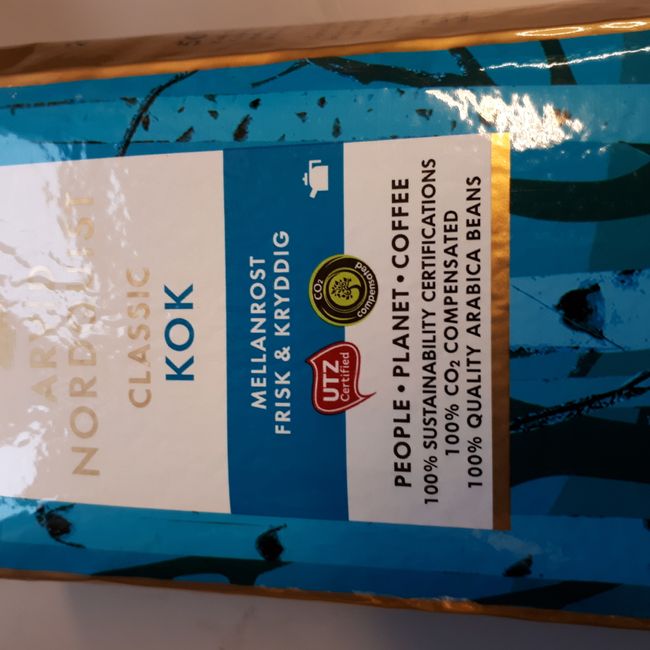 ARVID
NORDQUIST
CLASSIC
KOK
MELLANROST
FRISK & KRYDDIG
UTZ
Certified
CO₂
compensated
PEOPLE • PLANET • COFFEE
100% SUSTAINABILITY CERTIFICATIONS
100% CO₂ COMPENSATED
100% QUALITY ARABICA BEANS